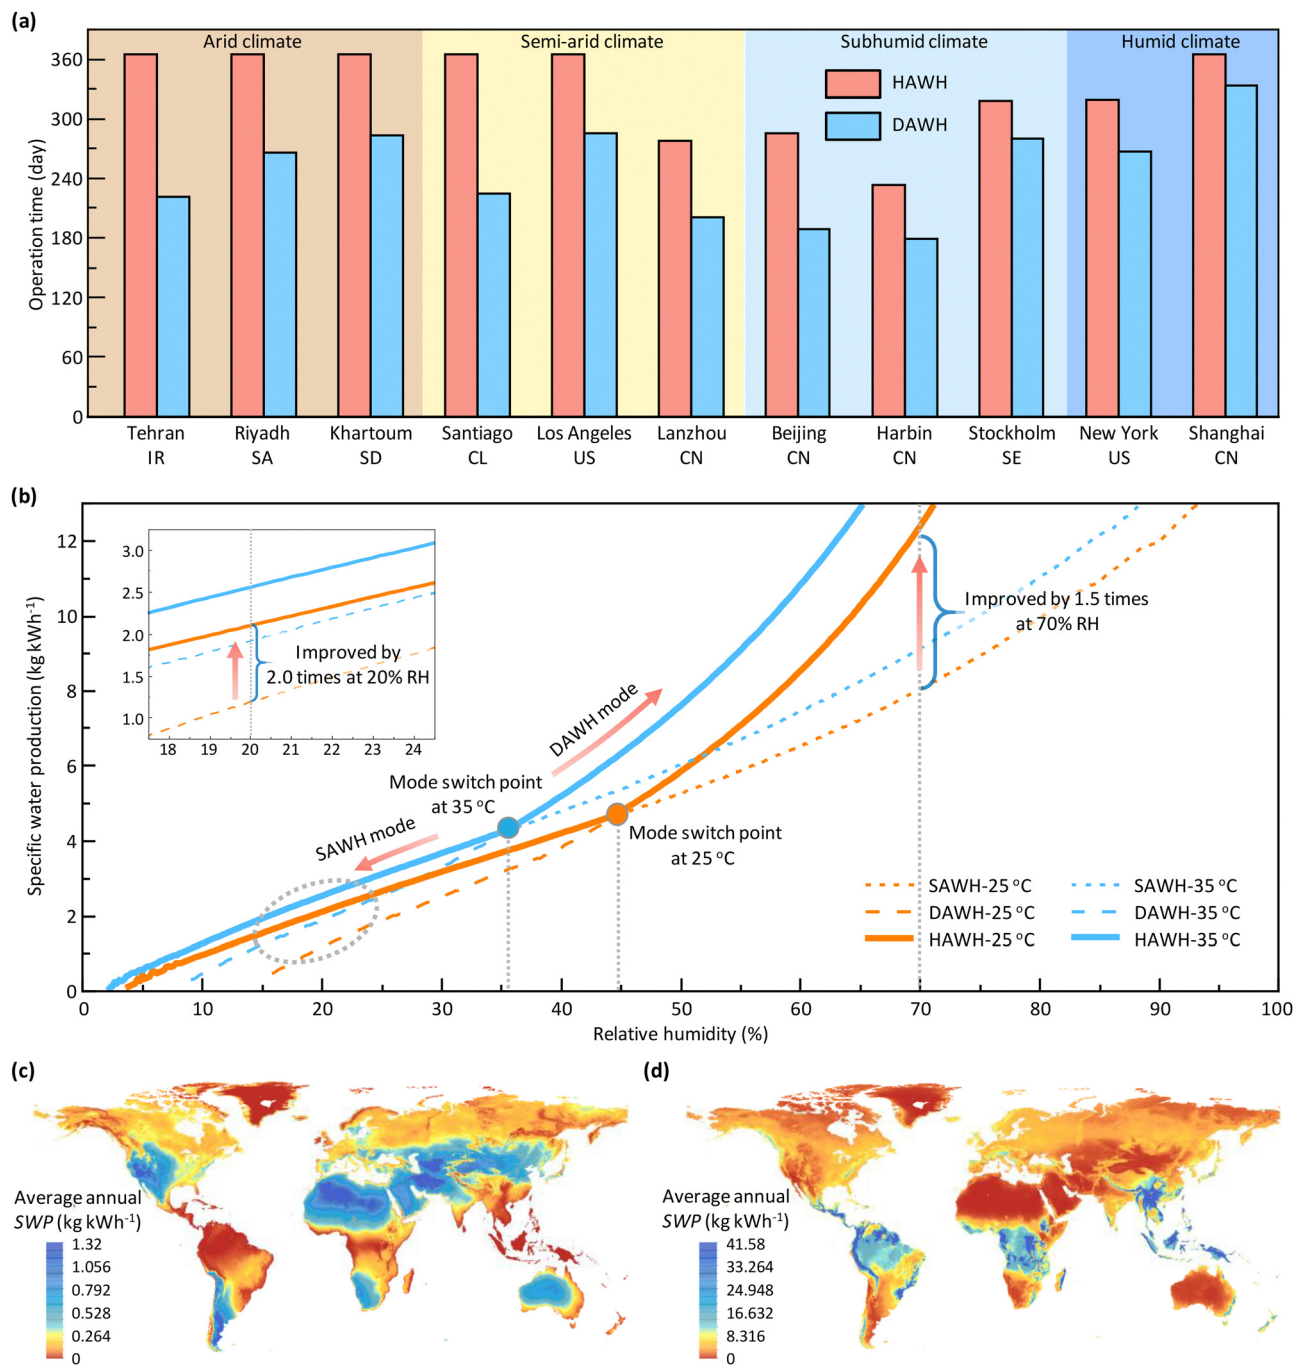 (a)
Arid climate
Semi-arid climate
Subhumid climate
Humid climate
HAWH
DAWH
Operation time (day)
360
300
240
180
120
60
0
Tehran
IR
Riyadh
SA
Khartoum
SD
Santiago
CL
Los Angeles
US
Lanzhou
CN
Beijing
CN
Harbin
CN
Stockholm
SE
New York
US
Shanghai
CN
(b)
Specific water production (kg kWh⁻¹)
12
10
8
6
4
2
0
3.0
2.5
2.0
1.5
1.0
18 19 20 21 22 23 24
Improved by
2.0 times at 20% RH
Improved by 1.5 times
at 70% RH
DAWH mode
Mode switch point
at 35 °C
SAWH mode
Mode switch point
at 25 °C
SAWH-25 °C
DAWH-25 °C
HAWH-25 °C
SAWH-35 °C
DAWH-35 °C
HAWH-35 °C
0 10 20 30 40 50 60 70 80 90 100
Relative humidity (%)
(c)
Average annual
SWP (kg kWh⁻¹)
1.32
1.056
0.792
0.528
0.264
0
(d)
Average annual
SWP (kg kWh⁻¹)
41.58
33.264
24.948
16.632
8.316
0